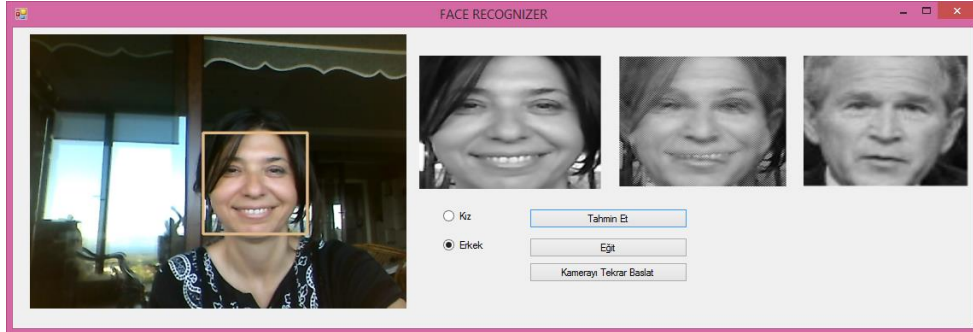 FACE RECOGNIZER
Kız
Tahmin Et
Erkek
Eğit
Kamerayı Tekrar Baslat